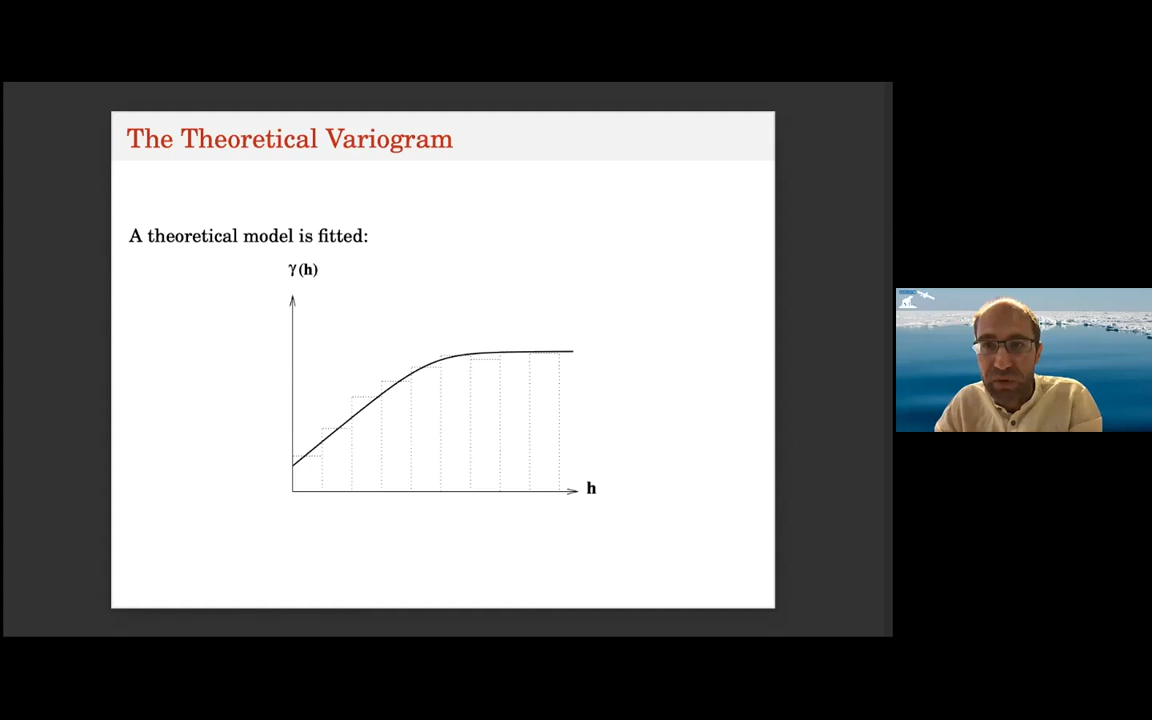 The Theoretical Variogram
A theoretical model is fitted:
γ(h)
h